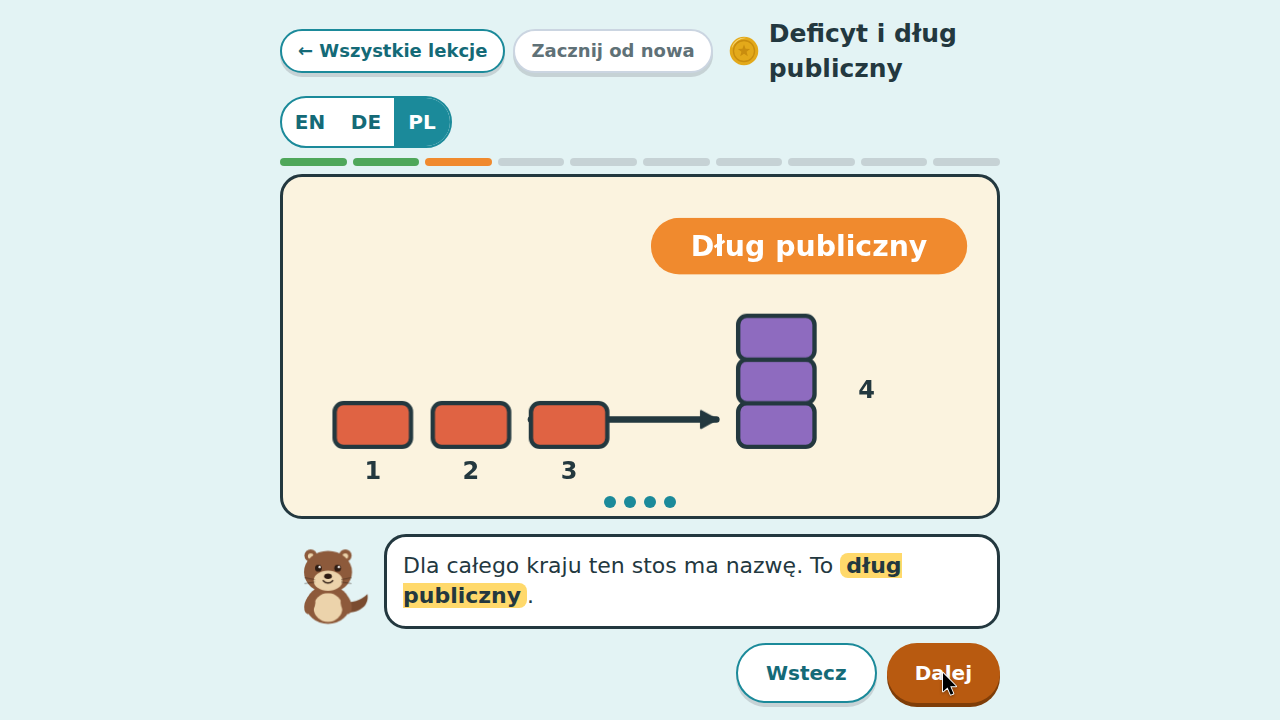 ← Wszystkie lekcje
Zacznij od nowa
Deficyt i dług
publiczny
EN DE PL
Dług publiczny
4
1 2 3
Dla całego kraju ten stos ma nazwę. To dług
publiczny.
Wstecz
Dalej